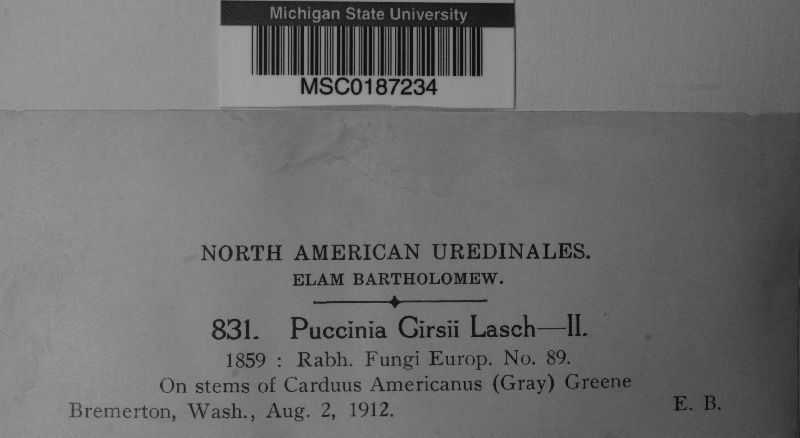 Michigan State University
MSC0187234
NORTH AMERICAN UREDINALES.
ELAM BARTHOLOMEW.
831. Puccinia Cirsii Lasch—II.
1859 : Rabh. Fungi Europ. No. 89.
On stems of Carduus Americanus (Gray) Greene
Bremerton, Wash., Aug. 2, 1912. E. B.